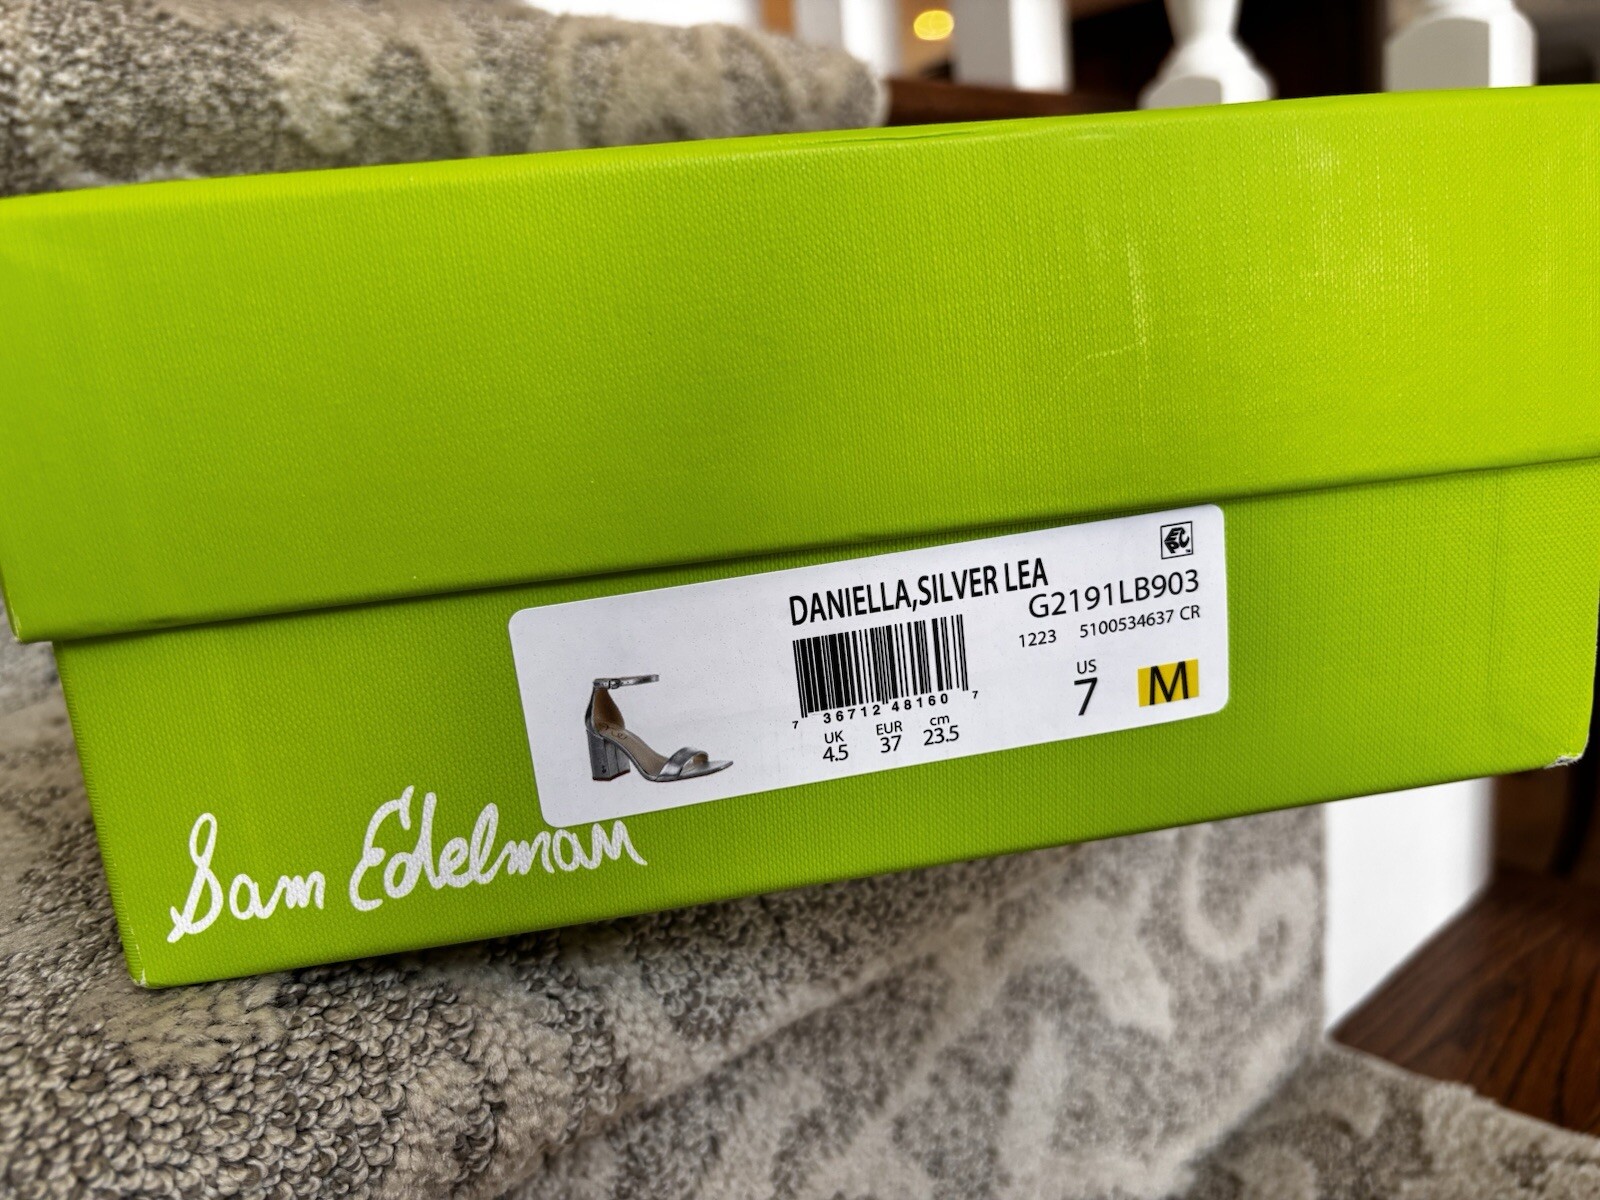 EPC
DANIELLA,SILVER LEA
G2191LB903
1223 5100534637 CR
7 36712 48160 7
US
7 M
UK EUR cm
4.5 37 23.5
Sam Edelman